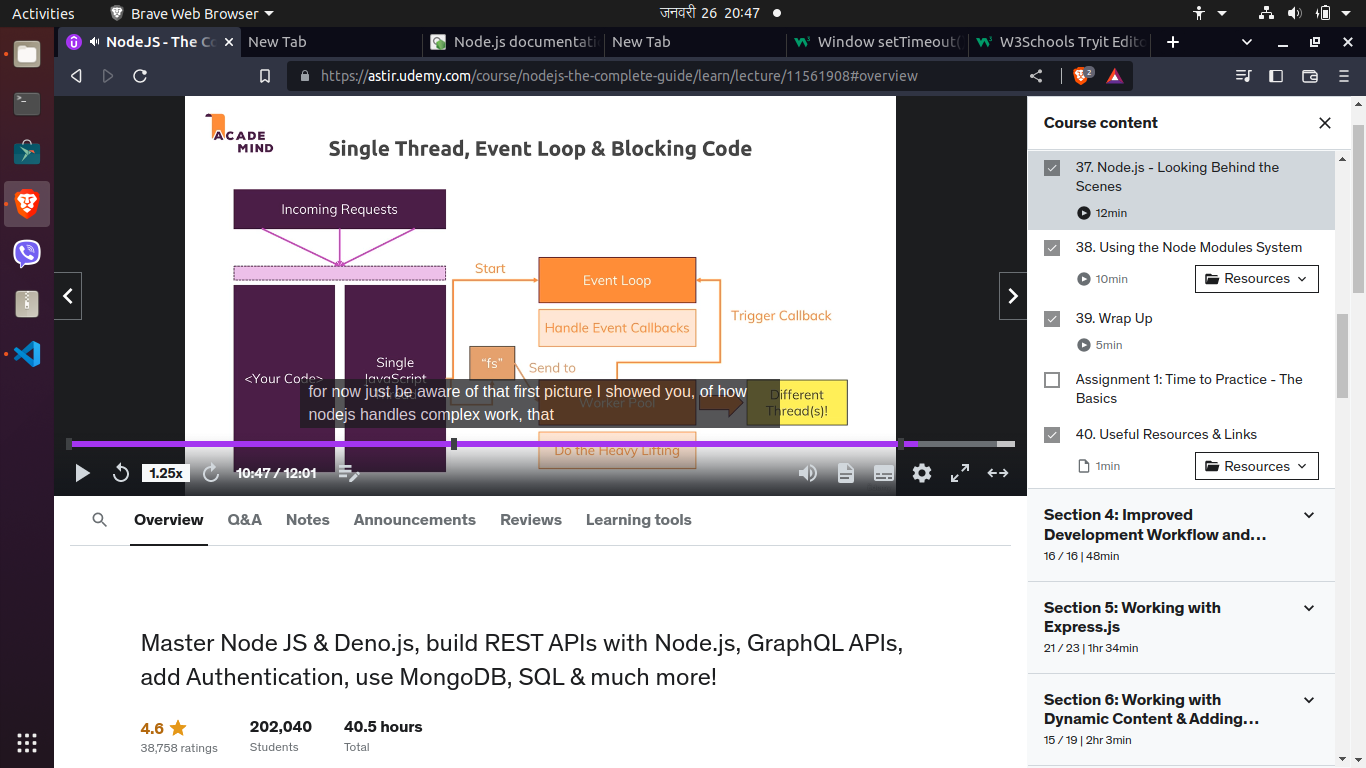 Activities
Brave Web Browser
जनवरी 26 20:47
NodeJS - The Co
New Tab
Node.js documentati
New Tab
Window setTimeout(
W3Schools Tryit Edito
https://astir.udemy.com/course/nodejs-the-complete-guide/learn/lecture/11561908#overview
2
ACADE
MIND
Single Thread, Event Loop & Blocking Code
Incoming Requests
<Your Code>
Single
JavaScript
Start
Event Loop
Handle Event Callbacks
Trigger Callback
"fs"
Send to
Worker Pool
Different
Thread(s)!
Do the Heavy Lifting
for now just be aware of that first picture I showed you, of how
nodejs handles complex work, that
1.25x
10:47 / 12:01
Overview
Q&A
Notes
Announcements
Reviews
Learning tools
Master Node JS & Deno.js, build REST APIs with Node.js, GraphQL APIs,
add Authentication, use MongoDB, SQL & much more!
4.6
38,758 ratings
202,040
Students
40.5 hours
Total
Course content
37. Node.js - Looking Behind the
Scenes
12min
38. Using the Node Modules System
10min
Resources
39. Wrap Up
5min
Assignment 1: Time to Practice - The
Basics
40. Useful Resources & Links
1min
Resources
Section 4: Improved
Development Workflow and…
16 / 16 | 48min
Section 5: Working with
Express.js
21 / 23 | 1hr 34min
Section 6: Working with
Dynamic Content & Adding…
15 / 19 | 2hr 3min